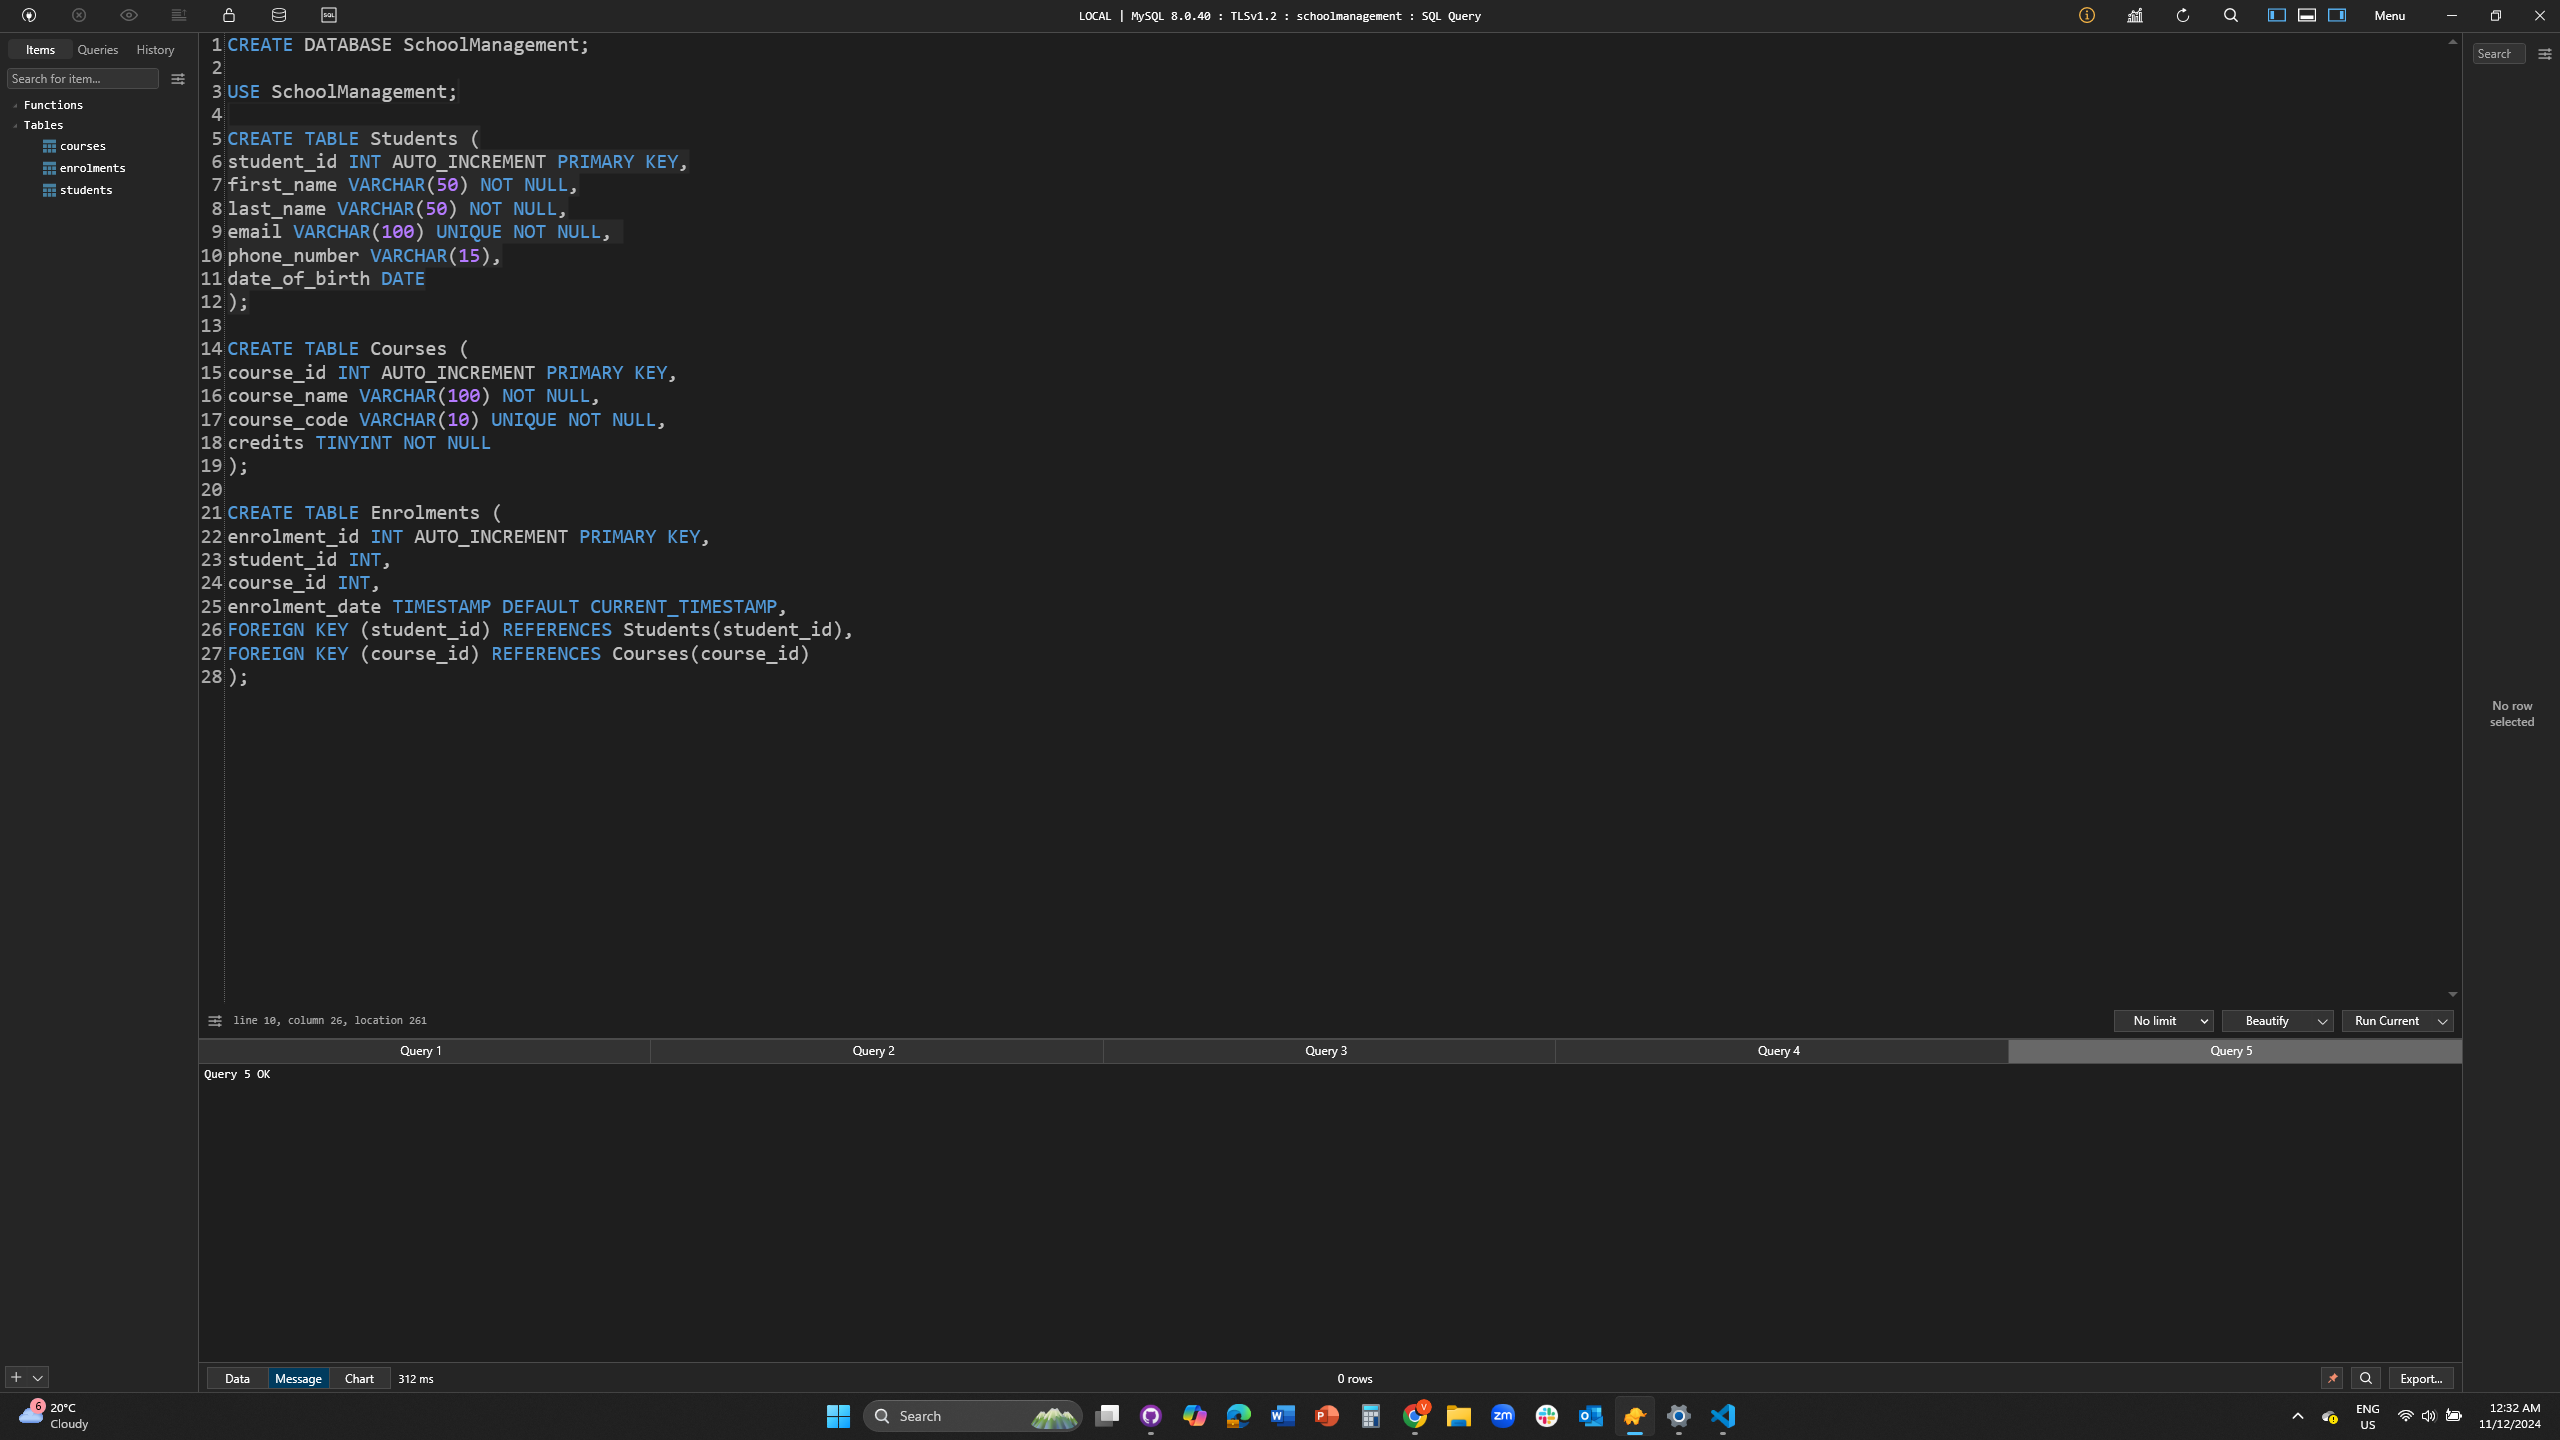 LOCAL | MySQL 8.0.40 : TLSv1.2 : schoolmanagement : SQL Query
Menu
Items Queries History
Search for item...
Functions
Tables
courses
enrolments
students
1 CREATE DATABASE SchoolManagement;
2
3 USE SchoolManagement;
4
5 CREATE TABLE Students (
6 student_id INT AUTO_INCREMENT PRIMARY KEY,
7 first_name VARCHAR(50) NOT NULL,
8 last_name VARCHAR(50) NOT NULL,
9 email VARCHAR(100) UNIQUE NOT NULL,
10 phone_number VARCHAR(15),
11 date_of_birth DATE
12 );
13
14 CREATE TABLE Courses (
15 course_id INT AUTO_INCREMENT PRIMARY KEY,
16 course_name VARCHAR(100) NOT NULL,
17 course_code VARCHAR(10) UNIQUE NOT NULL,
18 credits TINYINT NOT NULL
19 );
20
21 CREATE TABLE Enrolments (
22 enrolment_id INT AUTO_INCREMENT PRIMARY KEY,
23 student_id INT,
24 course_id INT,
25 enrolment_date TIMESTAMP DEFAULT CURRENT_TIMESTAMP,
26 FOREIGN KEY (student_id) REFERENCES Students(student_id),
27 FOREIGN KEY (course_id) REFERENCES Courses(course_id)
28 );
Search
No row
selected
line 10, column 26, location 261
No limit Beautify Run Current
Query 1 Query 2 Query 3 Query 4 Query 5
Query 5 OK
Data Message Chart 312 ms 0 rows Export...
6
20°C
Cloudy
Search
zm
V
ENG
US
12:32 AM
11/12/2024